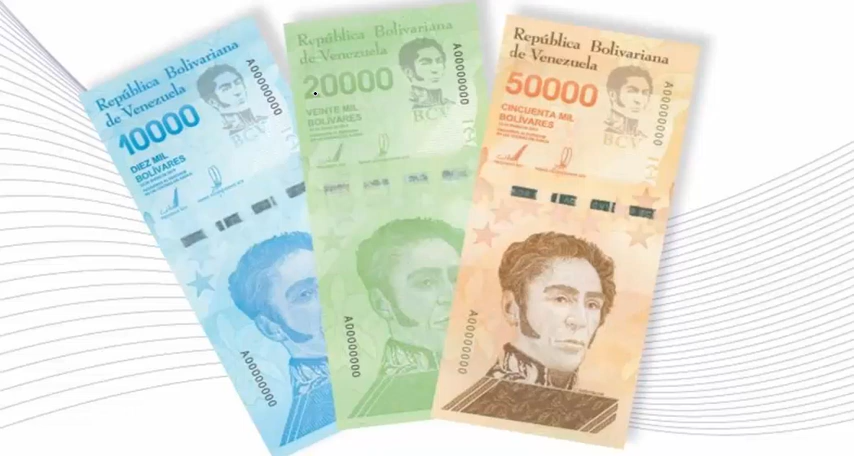 República Bolivariana
de Venezuela
10000
DIEZ MIL
BOLÍVARES
BCV
A00000000
A00000000
República Bolivariana
de Venezuela
20000
VEINTE MIL
BOLÍVARES
BCV
A00000000
A00000000
República Bolivariana
de Venezuela
50000
CINCUENTA MIL
BOLÍVARES
BCV
A00000000
A00000000